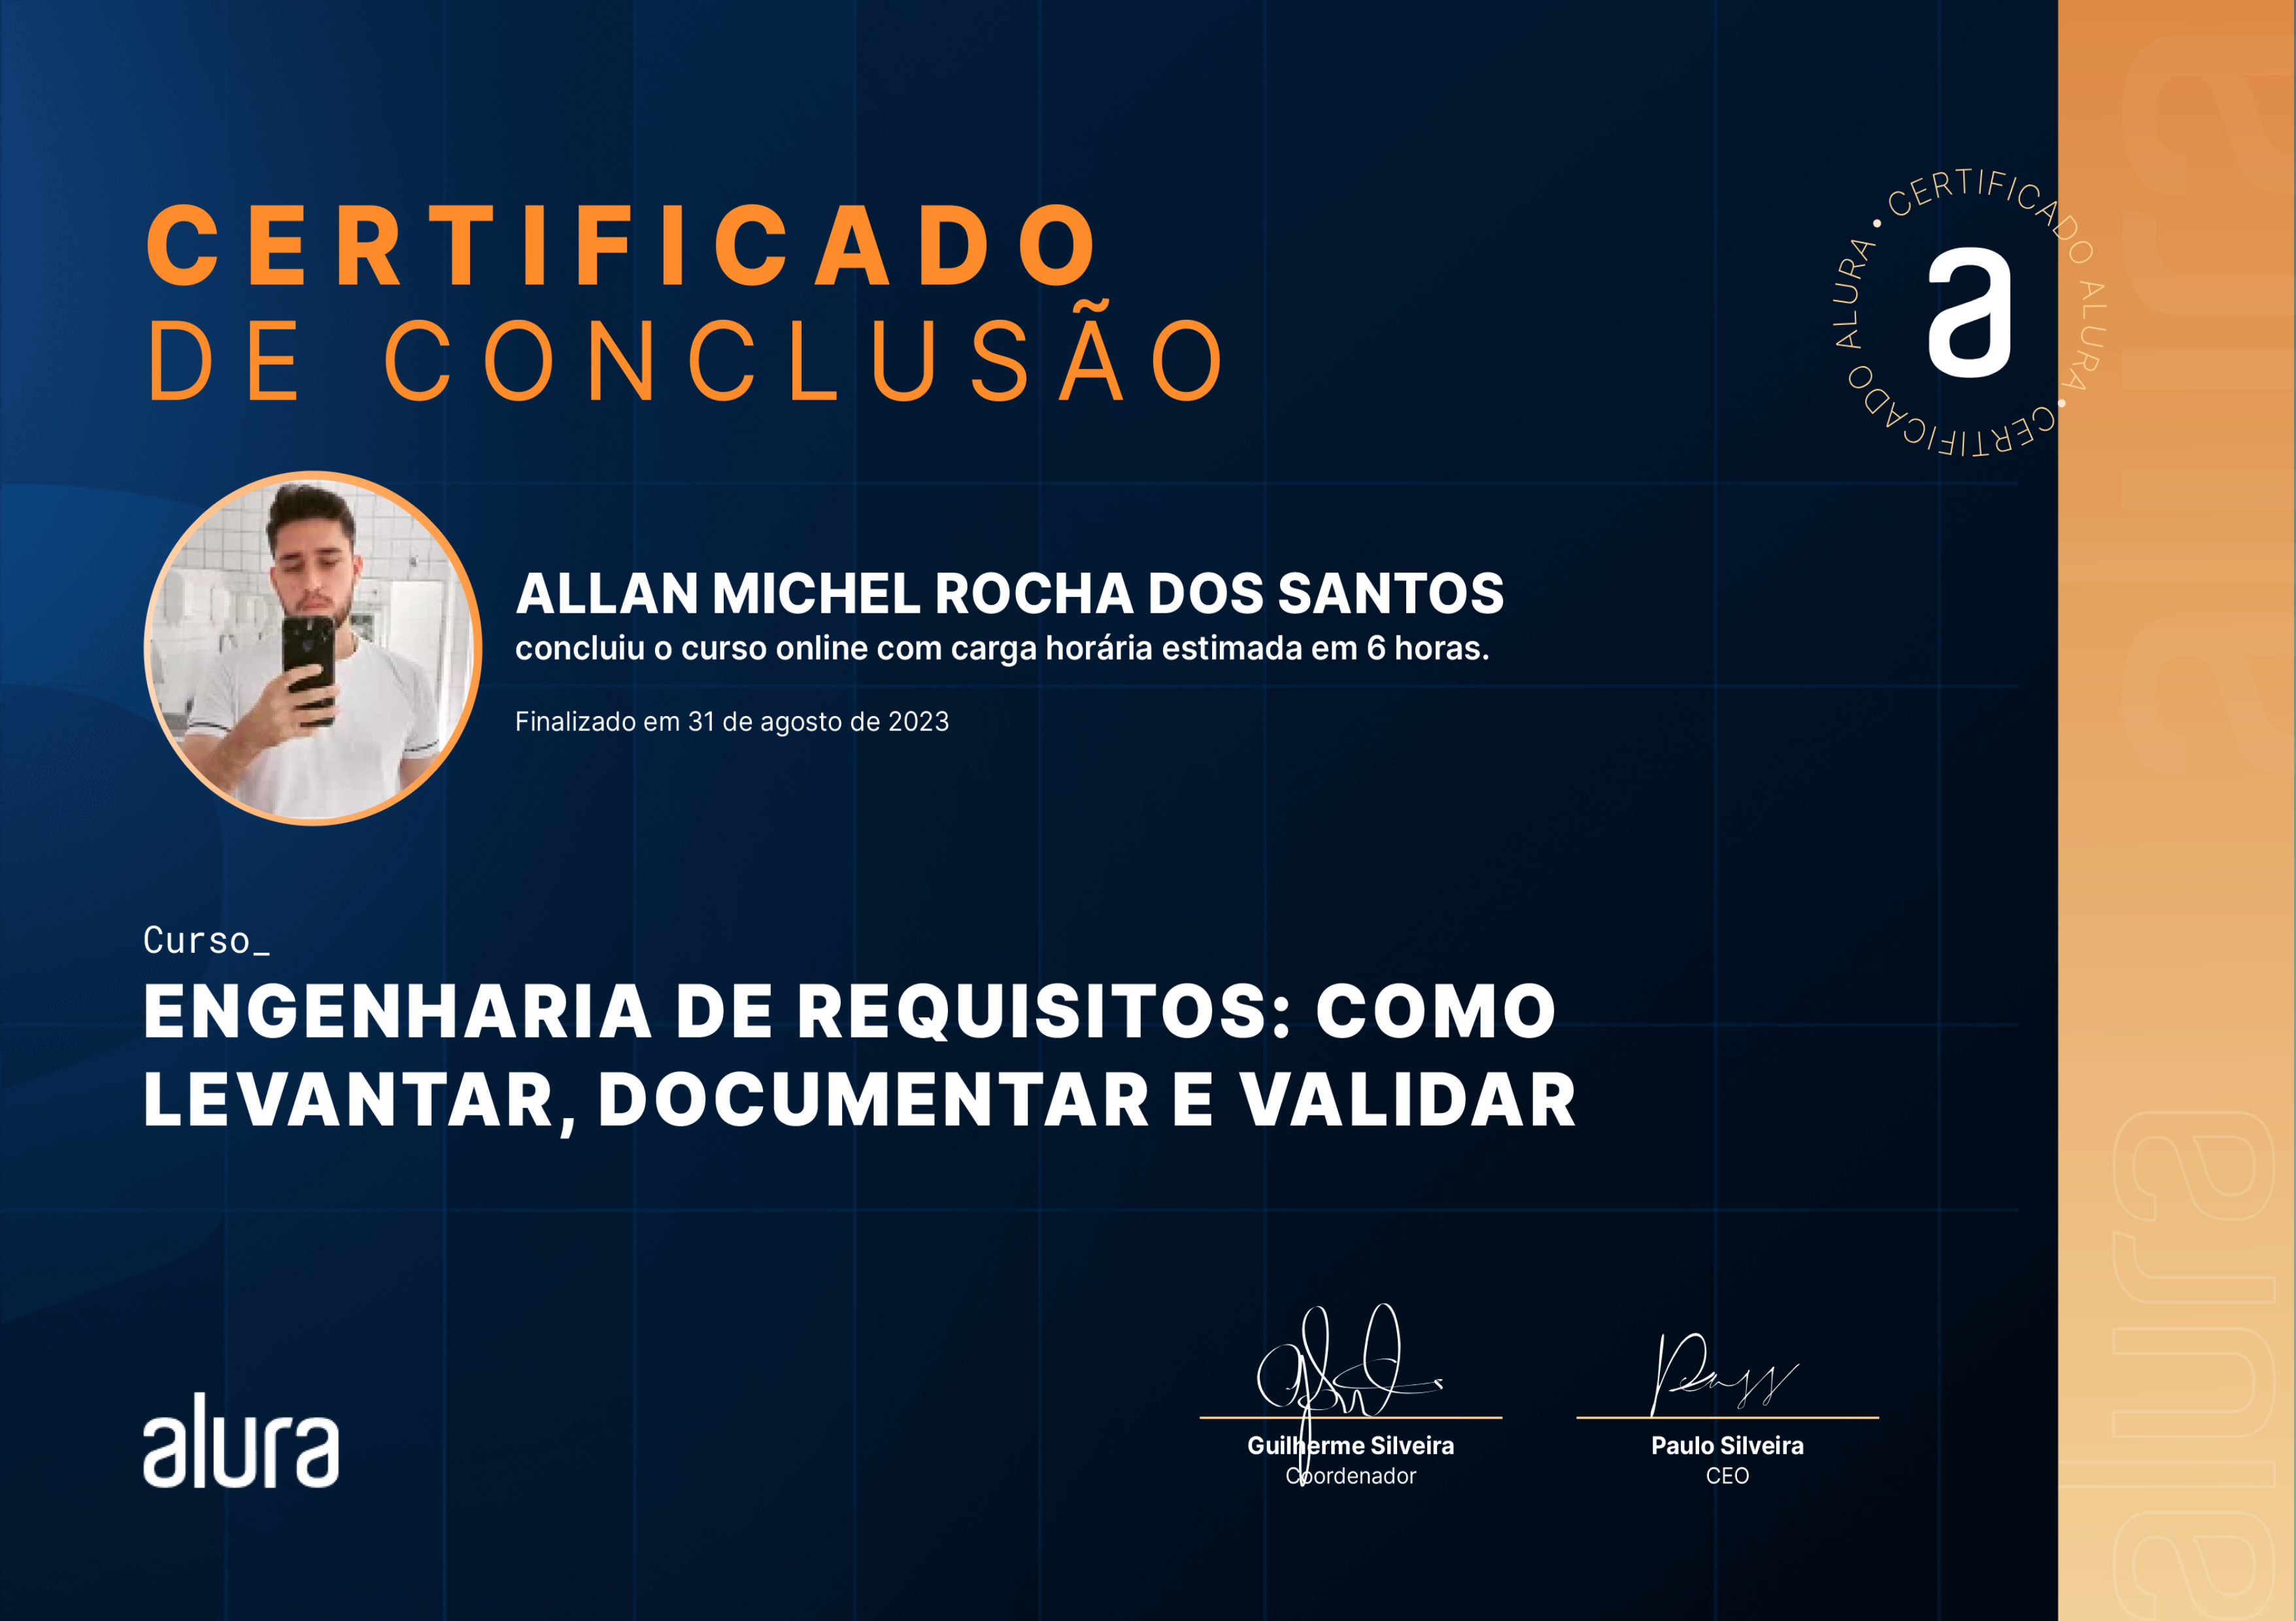 CERTIFICADO
DE CONCLUSÃO
CERTIFICADO ALURA • CERTIFICADO ALURA •
a
ALLAN MICHEL ROCHA DOS SANTOS
concluiu o curso online com carga horária estimada em 6 horas.
Finalizado em 31 de agosto de 2023
Curso_
ENGENHARIA DE REQUISITOS: COMO
LEVANTAR, DOCUMENTAR E VALIDAR
alura
Guilherme Silveira
Coordenador
Paulo Silveira
CEO
alura
alura